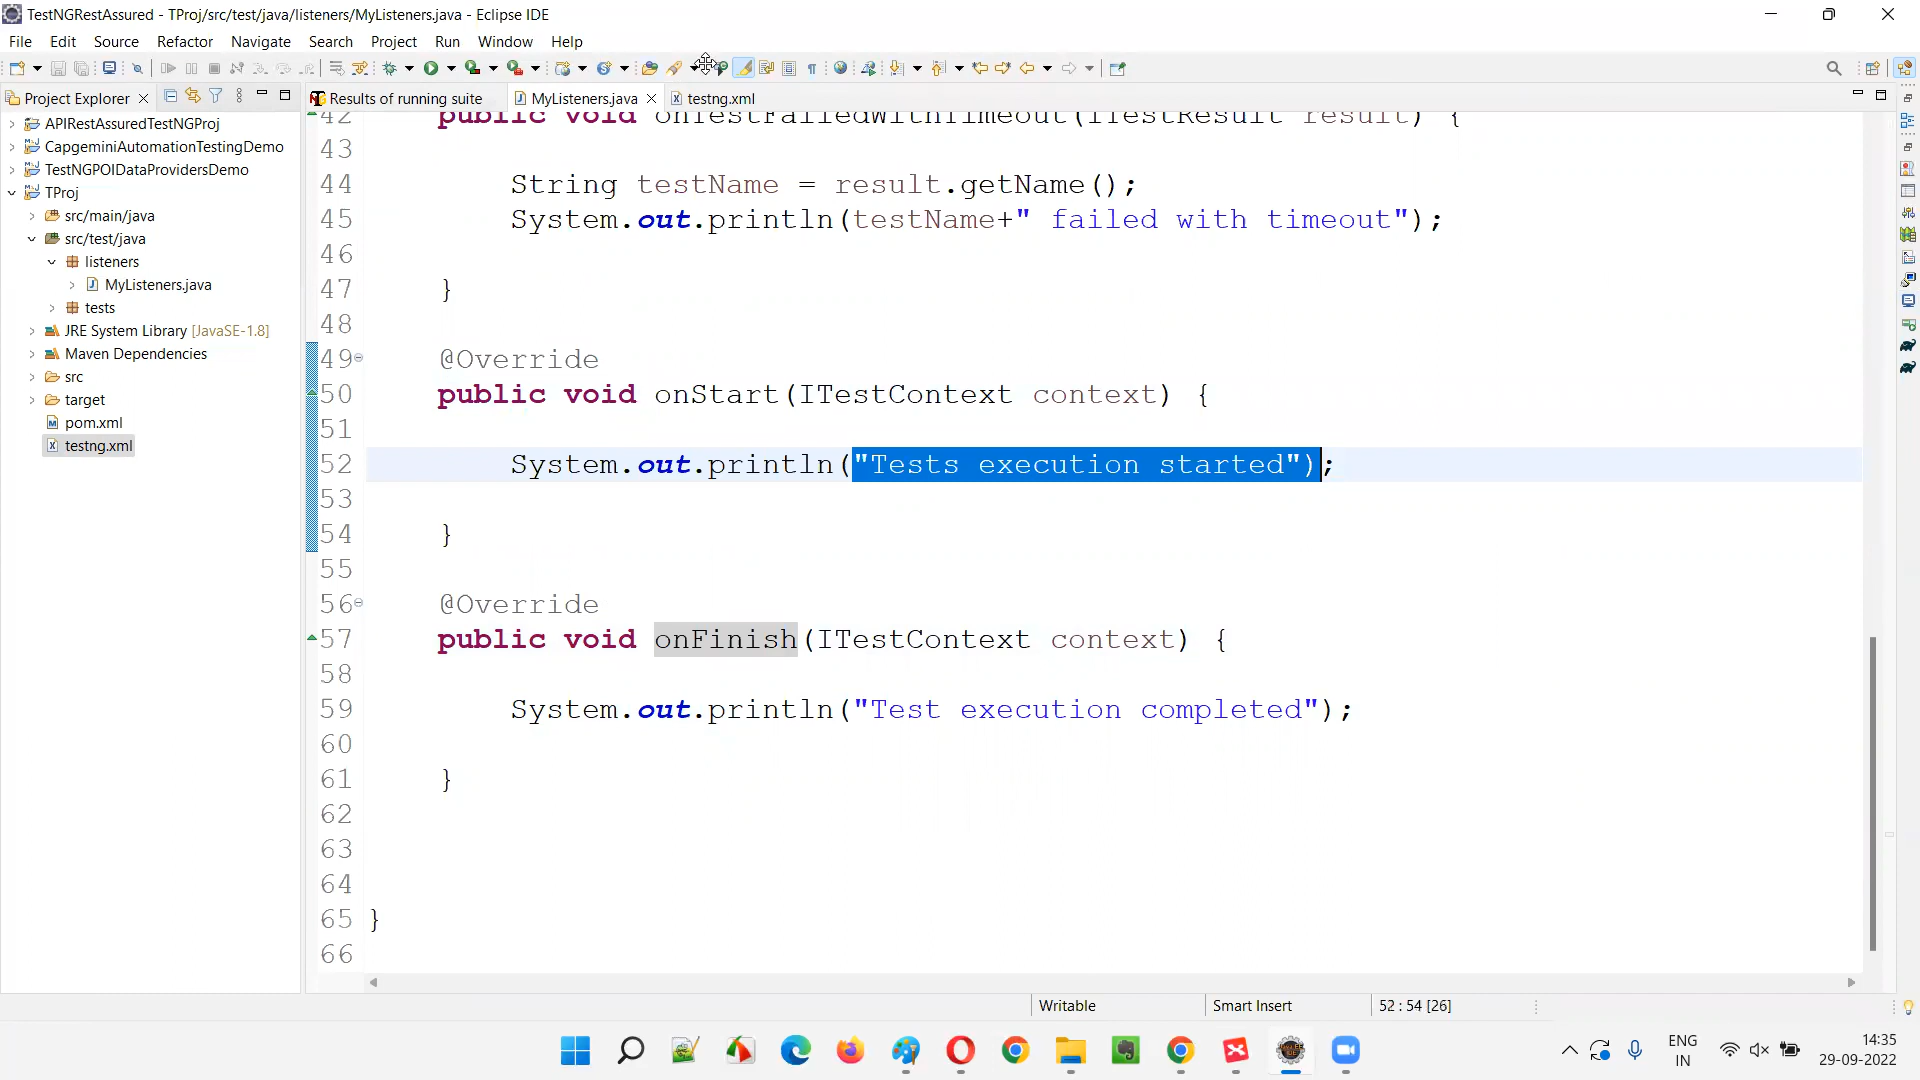 TestNGRestAssured - TProj/src/test/java/listeners/MyListeners.java - Eclipse IDE
File Edit Source Refactor Navigate Search Project Run Window Help
Project Explorer
Results of running suite
MyListeners.java
testng.xml
APIRestAssuredTestNGProj
CapgeminiAutomationTestingDemo
TestNGPOIDataProvidersDemo
TProj
src/main/java
src/test/java
listeners
MyListeners.java
tests
JRE System Library [JavaSE-1.8]
Maven Dependencies
src
target
pom.xml
testng.xml
42 public void onTestFailedWithTimeout(ITestResult result) {
43
44 String testName = result.getName();
45 System.out.println(testName+" failed with timeout");
46
47 }
48
49 @Override
50 public void onStart(ITestContext context) {
51
52 System.out.println("Tests execution started");
53
54 }
55
56 @Override
57 public void onFinish(ITestContext context) {
58
59 System.out.println("Test execution completed");
60
61 }
62
63
64
65 }
66
Writable Smart Insert 52 : 54 [26]
ENG
IN
14:35
29-09-2022